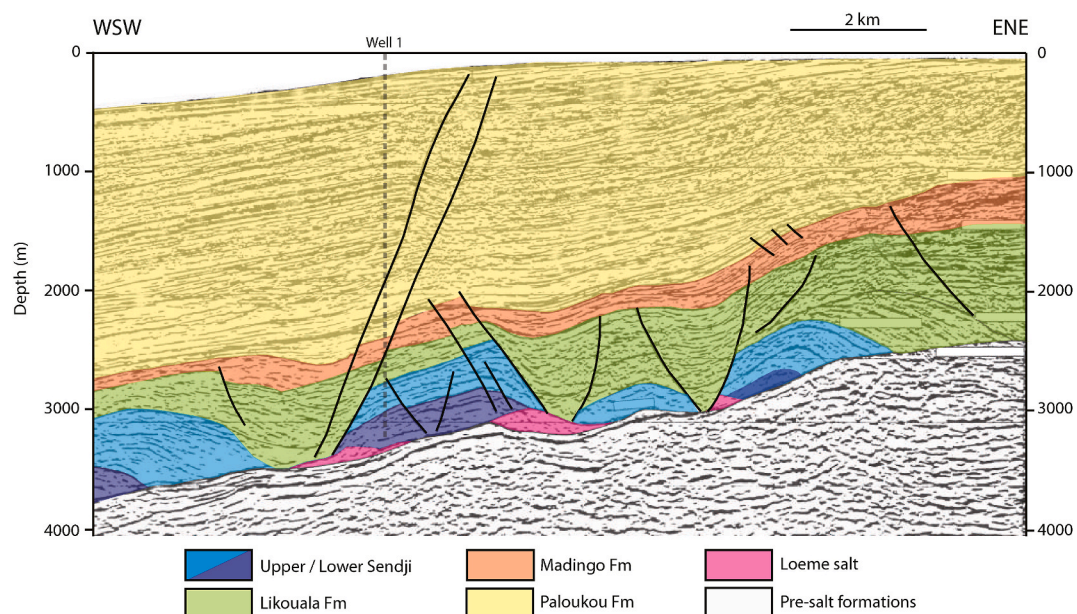 WSW
2 km
ENE
Well 1
0
0
1000
1000
2000
2000
3000
3000
4000
4000
Depth (m)
Upper / Lower Sendji
Madingo Fm
Loeme salt
Likouala Fm
Paloukou Fm
Pre-salt formations